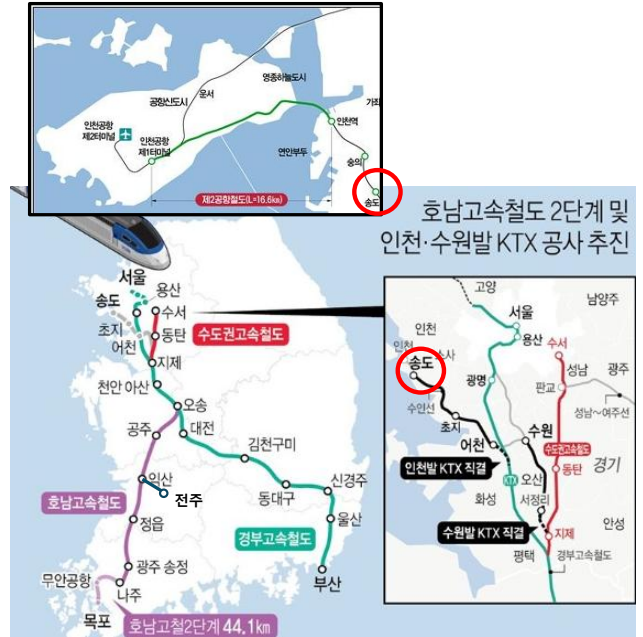 영종하늘도시
공항신도시
운서
가좌
인천공항
제2터미널
인천공항
제1터미널
인천역
연안부두
숭의
송도
제2공항철도(L=16.6km)
호남고속철도 2단계 및
인천·수원발 KTX 공사 추진
서울
용산
송도
수서
초지
동탄
수도권고속철도
어천
지제
천안 아산
오송
공주
대전
김천구미
익산
전주
신경주
동대구
호남고속철도
정읍
울산
경부고속철도
광주 송정
부산
무안공항
나주
목포
호남고철2단계 44.1km
고양
남양주
서울
인천
용산
인천
소사
수서
송도
성남
광주
광명
판교
수인선
성남~여주선
초지
어천
수원
수도권고속철도
인천발 KTX 직결
동탄
경기
오산
KTX
화성
서정리
안성
수원발 KTX 직결
지제
평택
경부고속철도